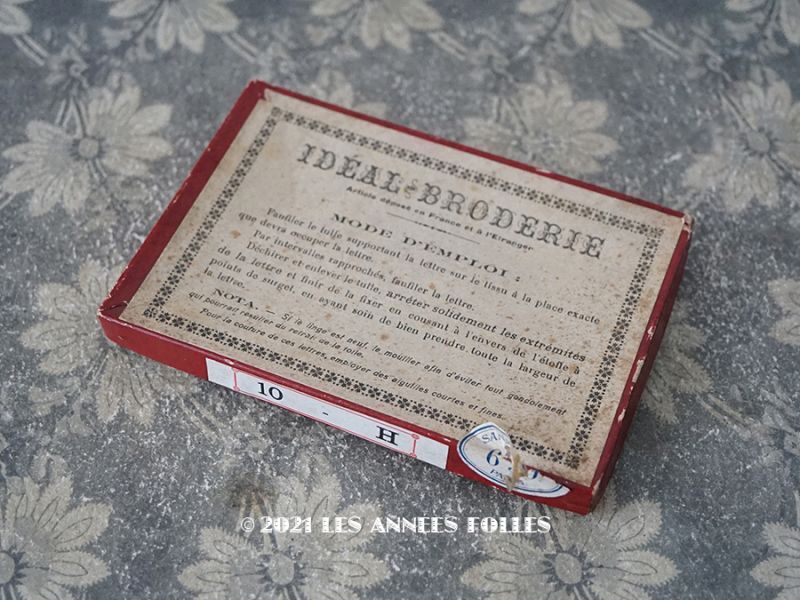 IDÉAL-BRODERIE
Article déposé en France et à l'Etranger
MODE D'EMPLOI :
Faufiler le tulle supportant la lettre sur le tissu à la place exacte
que devra occuper la lettre.
Par intervalles rapprochés, faufiler la lettre.
Déchirer et enlever le tulle, arrêter solidement les extrémités
de la lettre et finir de la fixer en cousant à l'envers de l'étoffe à
points de surget, en ayant soin de bien prendre toute la largeur de
la lettre.
NOTA. — Si le linge est neuf, le mouiller afin d'éviter tout gondolement
qui pourrait résulter du retrait de la toile.
Pour la couture de ces lettres, employer des aiguilles courtes et fines.
10 - H
© 2021 LES ANNEES FOLLES